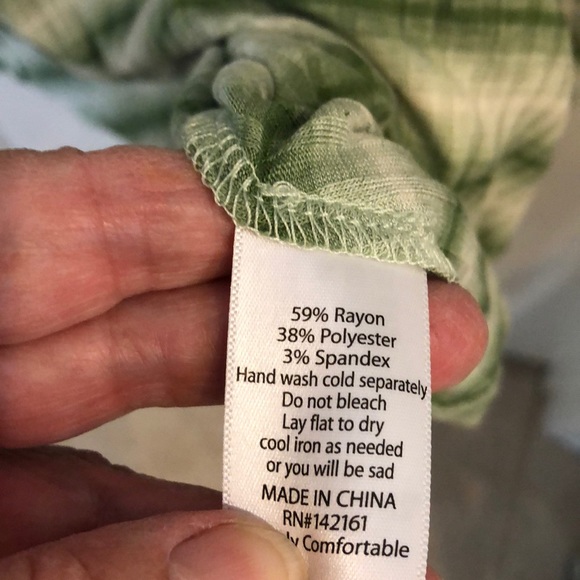 59% Rayon
38% Polyester
3% Spandex
Hand wash cold separately
Do not bleach
Lay flat to dry
cool iron as needed
or you will be sad
MADE IN CHINA
RN#142161
Comfortable